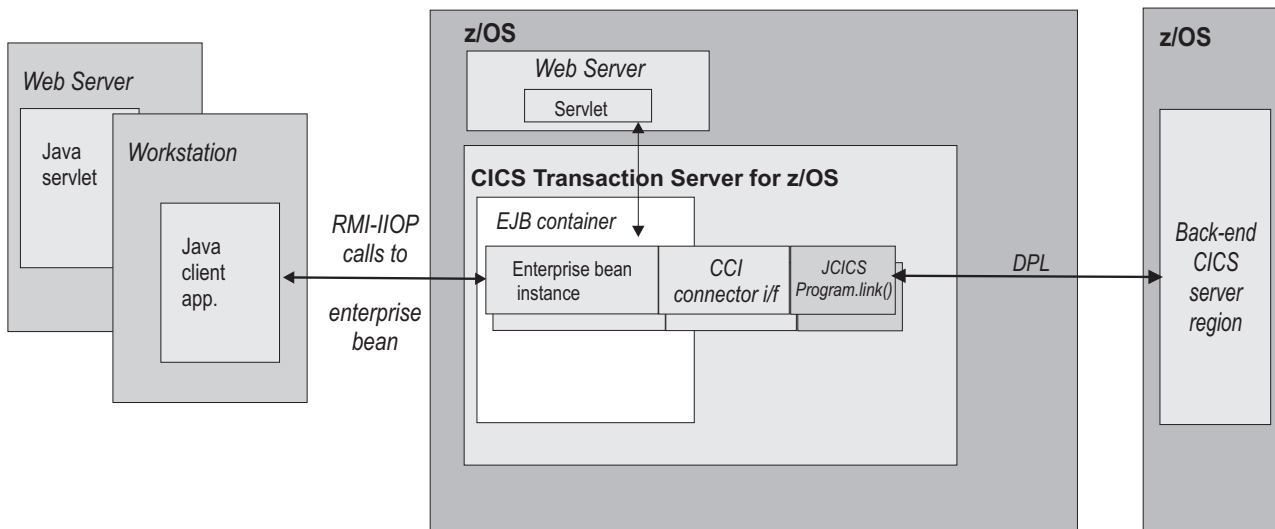 Web Server
Java
servlet
Workstation
Java
client
app.
RMI-IIOP
calls to
enterprise
bean
z/OS
Web Server
Servlet
CICS Transaction Server for z/OS
EJB container
Enterprise bean
instance
CCI
connector i/f
JCICS
Program.link()
DPL
z/OS
Back-end
CICS
server
region